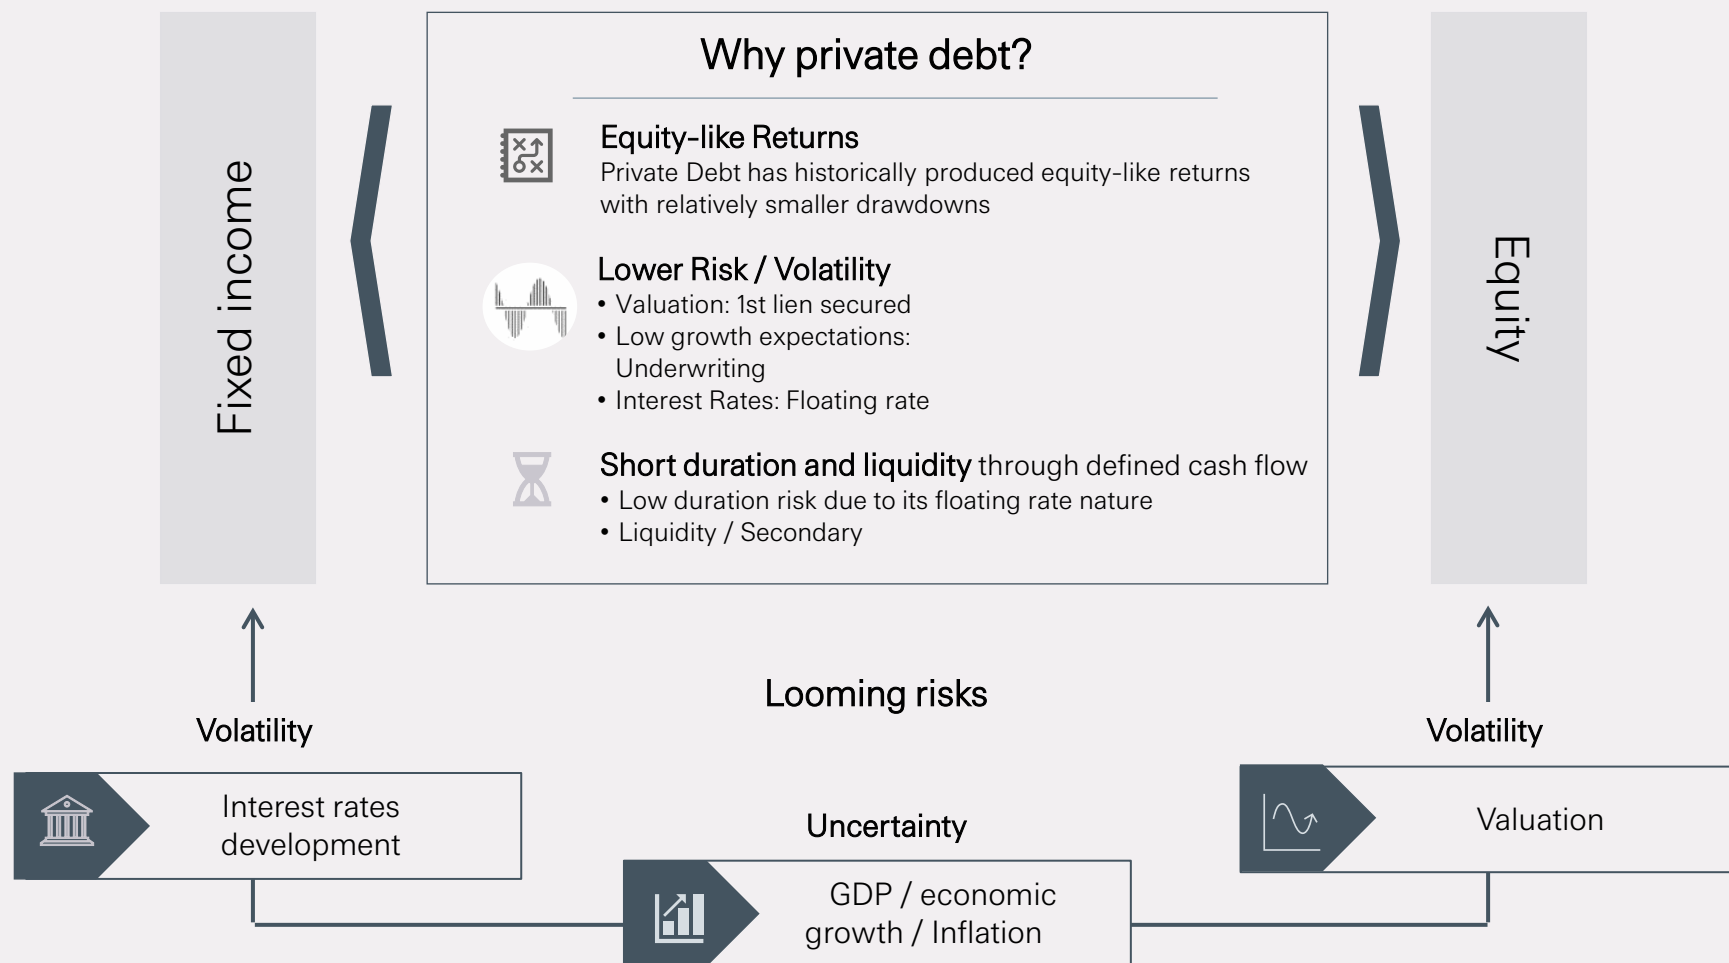 Fixed income
Why private debt?
Equity-like Returns
Private Debt has historically produced equity-like returns
with relatively smaller drawdowns
Lower Risk / Volatility
• Valuation: 1st lien secured
• Low growth expectations:
Underwriting
• Interest Rates: Floating rate
Short duration and liquidity through defined cash flow
• Low duration risk due to its floating rate nature
• Liquidity / Secondary
Equity
Looming risks
Volatility
Interest rates
development
Uncertainty
GDP / economic
growth / Inflation
Volatility
Valuation